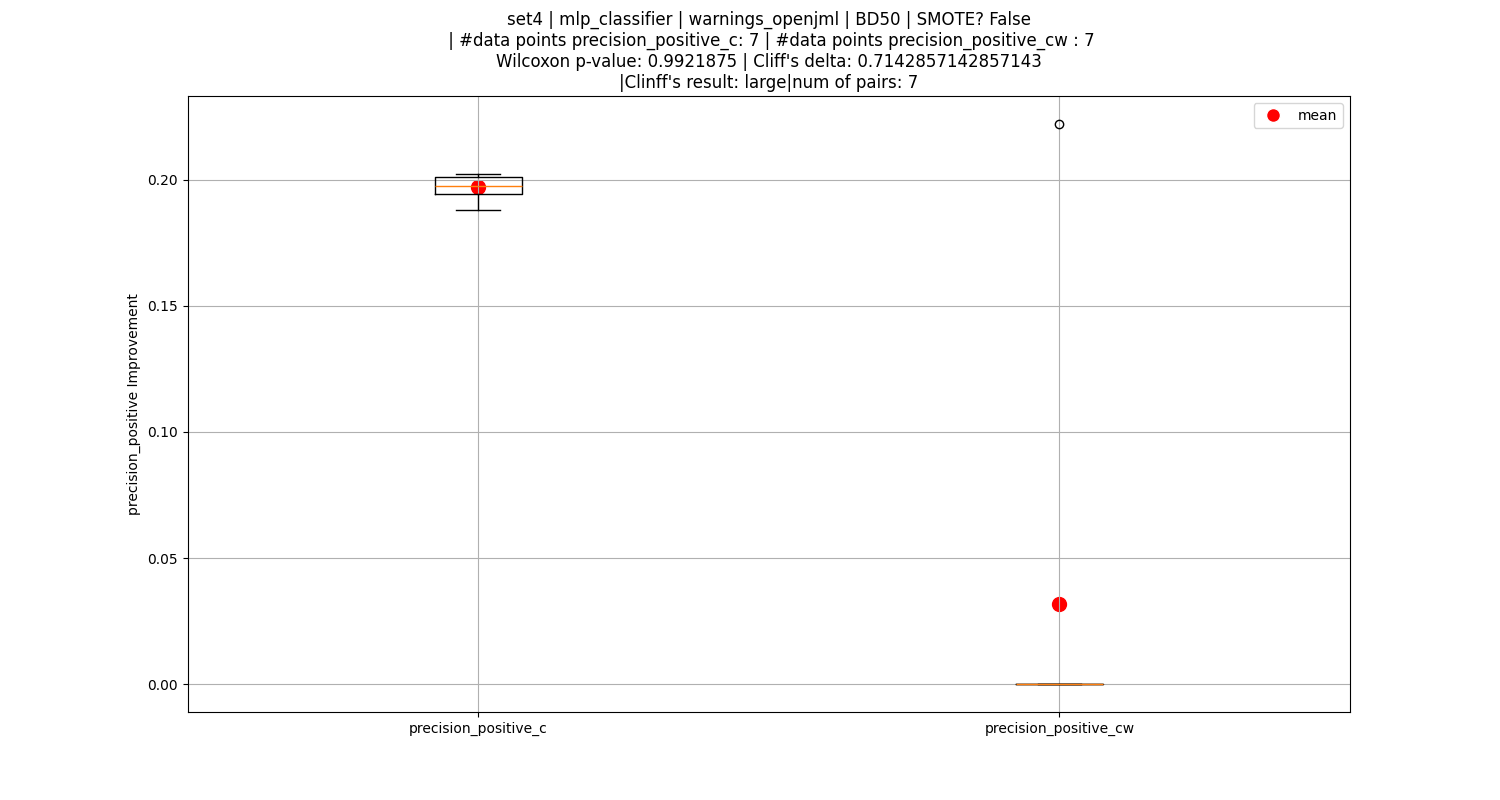 set4 | mlp_classifier | warnings_openjml | BD50 | SMOTE? False
| #data points precision_positive_c: 7 | #data points precision_positive_cw : 7
Wilcoxon p-value: 0.9921875 | Cliff's delta: 0.7142857142857143
|Clinff's result: large|num of pairs: 7
mean
0.20
0.15
0.10
0.05
0.00
precision_positive Improvement
precision_positive_c
precision_positive_cw